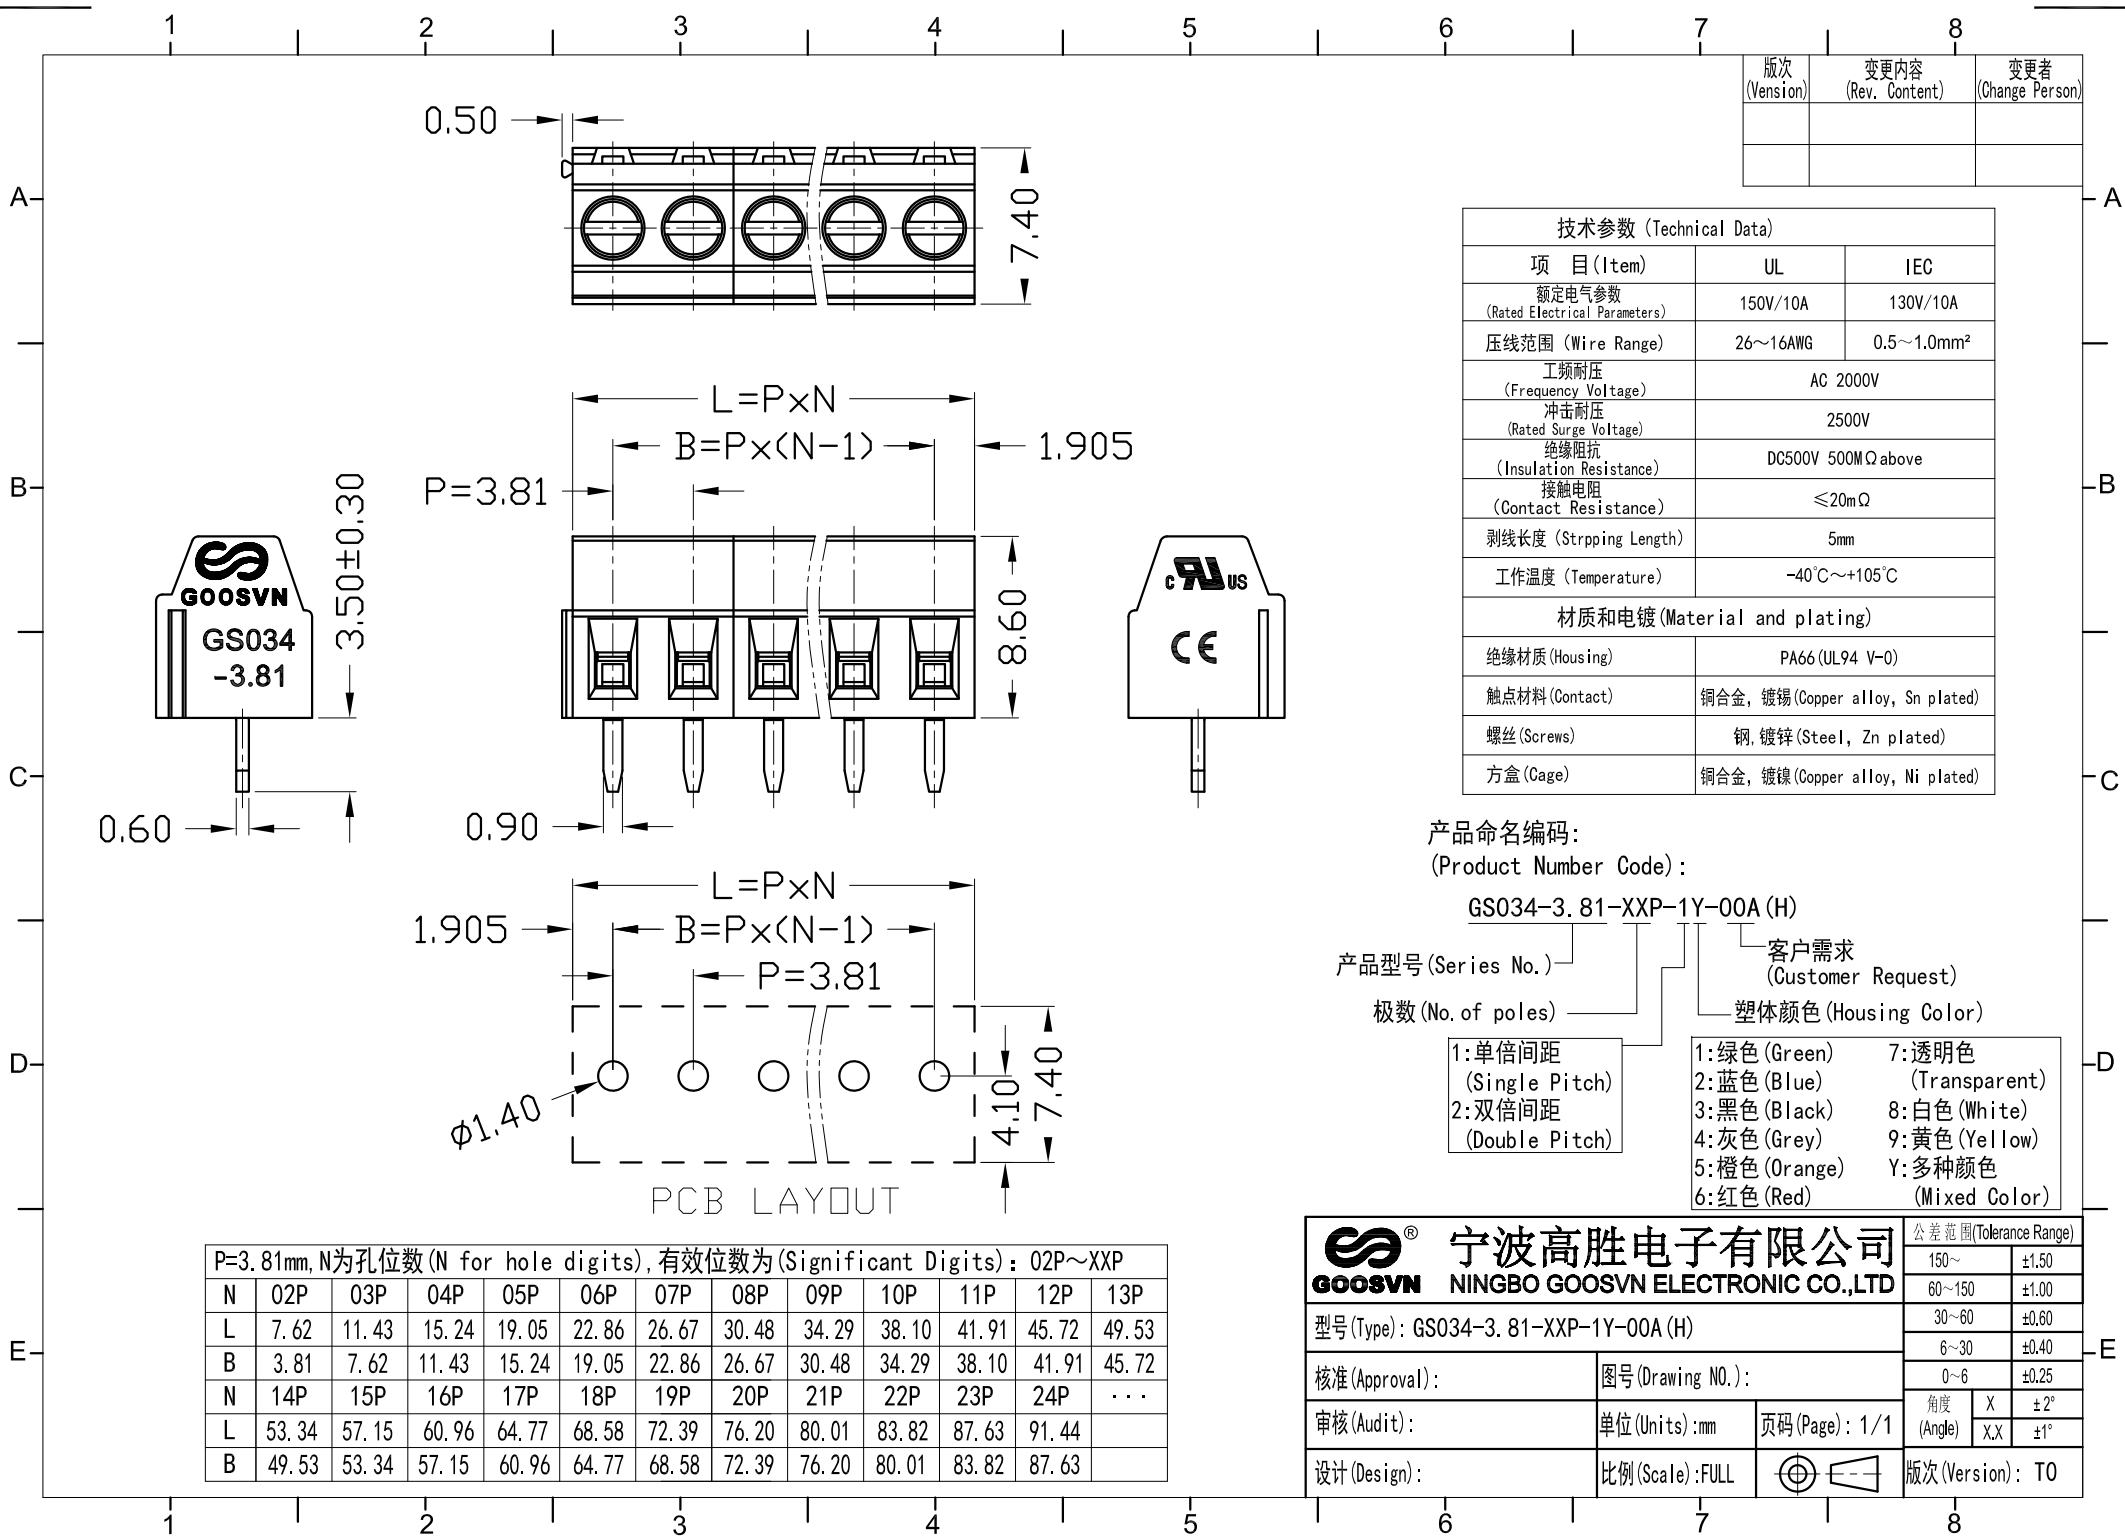 1 2 3 4 5 6 7 8
版次 变更内容 变更者
(Vension) (Rev. Content) (Change Person)
0.50
7.40
A A
技术参数 (Technical Data)
项 目(Item) UL IEC
额定电气参数
(Rated Electrical Parameters) 150V/10A 130V/10A
压线范围 (Wire Range) 26～16AWG 0.5～1.0mm²
工频耐压
(Frequency Voltage) AC 2000V
冲击耐压
(Rated Surge Voltage) 2500V
绝缘阻抗
(Insulation Resistance) DC500V 500MΩabove
接触电阻
(Contact Resistance) ≤20mΩ
剥线长度 (Strpping Length) 5mm
工作温度 (Temperature) -40℃～+105℃
材质和电镀(Material and plating)
绝缘材质(Housing) PA66(UL94 V-0)
触点材料(Contact) 铜合金, 镀锡(Copper alloy, Sn plated)
螺丝(Screws) 钢,镀锌(Steel, Zn plated)
方盒(Cage) 铜合金, 镀镍(Copper alloy, Ni plated)
L=P×N
B=P×(N-1)
1.905
P=3.81
B B
3.50±0.30
GOOSVN
GS034
-3.81
8.60
c RU US
CE
C C
0.60
0.90
产品命名编码:
(Product Number Code):
GS034-3.81-XXP-1Y-00A(H)
客户需求
(Customer Request)
产品型号(Series No.)
极数(No.of poles)
塑体颜色(Housing Color)
1:单倍间距
(Single Pitch)
2:双倍间距
(Double Pitch)
1:绿色(Green) 7:透明色
2:蓝色(Blue) (Transparent)
3:黑色(Black) 8:白色(White)
4:灰色(Grey) 9:黄色(Yellow)
5:橙色(Orange) Y:多种颜色
6:红色(Red) (Mixed Color)
L=P×N
1.905
B=P×(N-1)
P=3.81
D D
Ø1.40
4.10
7.40
PCB LAYOUT
P=3.81mm,N为孔位数(N for hole digits),有效位数为(Significant Digits): 02P～XXP
N 02P 03P 04P 05P 06P 07P 08P 09P 10P 11P 12P 13P
L 7.62 11.43 15.24 19.05 22.86 26.67 30.48 34.29 38.10 41.91 45.72 49.53
B 3.81 7.62 11.43 15.24 19.05 22.86 26.67 30.48 34.29 38.10 41.91 45.72
N 14P 15P 16P 17P 18P 19P 20P 21P 22P 23P 24P ...
L 53.34 57.15 60.96 64.77 68.58 72.39 76.20 80.01 83.82 87.63 91.44
B 49.53 53.34 57.15 60.96 64.77 68.58 72.39 76.20 80.01 83.82 87.63
E E
GOOSVN ®
宁波高胜电子有限公司
NINGBO GOOSVN ELECTRONIC CO.,LTD
型号(Type): GS034-3.81-XXP-1Y-00A(H)
核准(Approval): 图号(Drawing NO.):
审核(Audit): 单位(Units):mm 页码(Page): 1/1
设计(Design): 比例(Scale):FULL
公差范围(Tolerance Range)
150～ ±1.50
60～150 ±1.00
30～60 ±0.60
6～30 ±0.40
0～6 ±0.25
角度 X ±2°
(Angle) X.X ±1°
版次(Version): T0
1 2 3 4 5 6 7 8